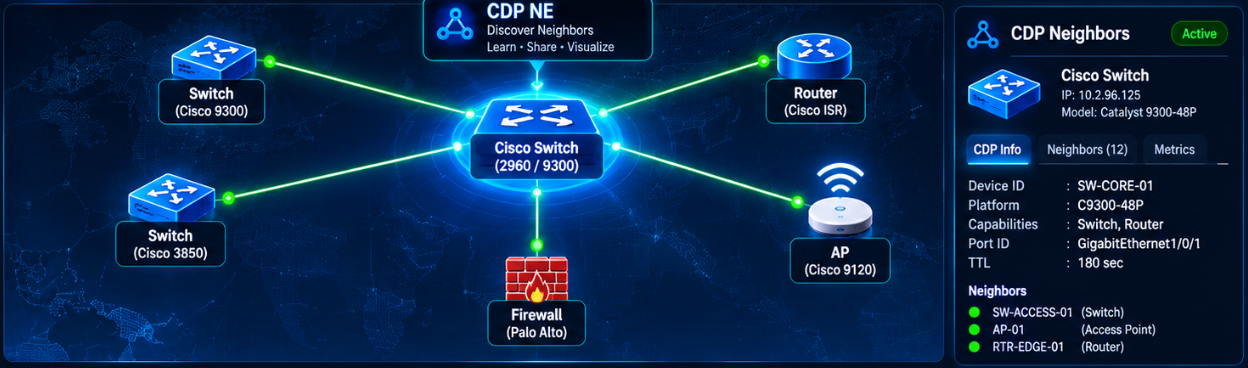 CDP NE
Discover Neighbors
Learn • Share • Visualize
Switch
(Cisco 9300)
Router
(Cisco ISR)
Cisco Switch
(2960 / 9300)
Switch
(Cisco 3850)
AP
(Cisco 9120)
Firewall
(Palo Alto)
CDP Neighbors
Active
Cisco Switch
IP: 10.2.96.125
Model: Catalyst 9300-48P
CDP Info
Neighbors (12)
Metrics
Device ID : SW-CORE-01
Platform : C9300-48P
Capabilities : Switch, Router
Port ID : GigabitEthernet1/0/1
TTL : 180 sec
Neighbors
SW-ACCESS-01 (Switch)
AP-01 (Access Point)
RTR-EDGE-01 (Router)